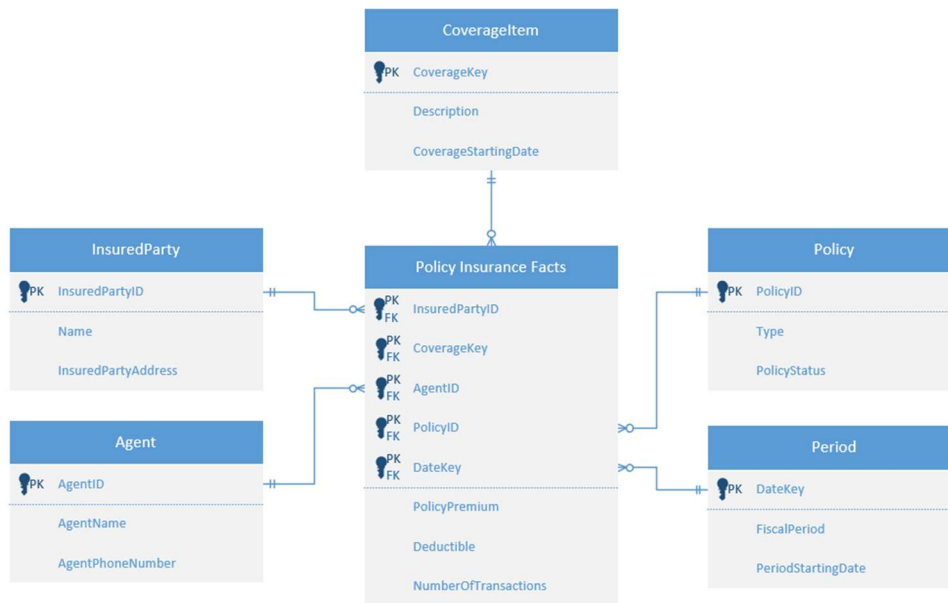 CoverageItem
PK CoverageKey
Description
CoverageStartingDate
InsuredParty
PK InsuredPartyID
Name
InsuredPartyAddress
Agent
PK AgentID
AgentName
AgentPhoneNumber
Policy Insurance Facts
PK
FK InsuredPartyID
PK
FK CoverageKey
PK
FK AgentID
PK
FK PolicyID
PK
FK DateKey
PolicyPremium
Deductible
NumberOfTransactions
Policy
PK PolicyID
Type
PolicyStatus
Period
PK DateKey
FiscalPeriod
PeriodStartingDate